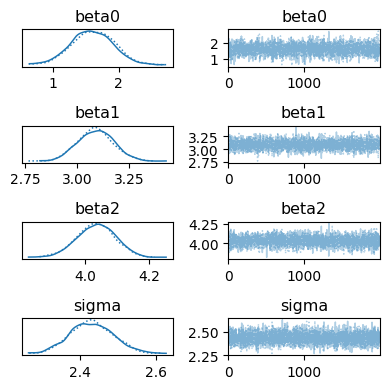 beta0 beta0
2
1
1 2 0 1000
beta1 beta1
3.25
3.00
2.75
2.75 3.00 3.25 0 1000
beta2 beta2
4.25
4.00
4.0 4.2 0 1000
sigma sigma
2.50
2.25
2.4 2.6 0 1000